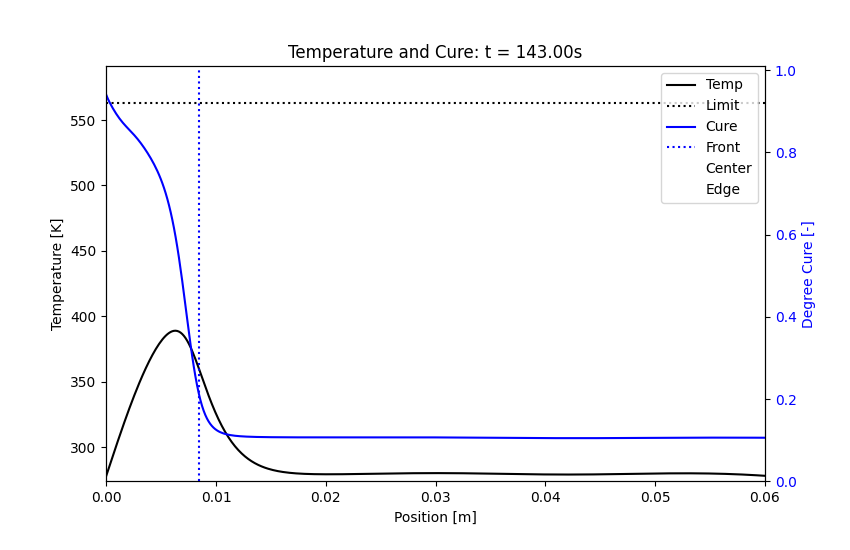 Temperature and Cure: t = 143.00s
Temp
Limit
Cure
Front
Center
Edge
Temperature [K]
550
500
450
400
350
300
Degree Cure [-]
1.0
0.8
0.6
0.4
0.2
0.0
0.00 0.01 0.02 0.03 0.04 0.05 0.06
Position [m]